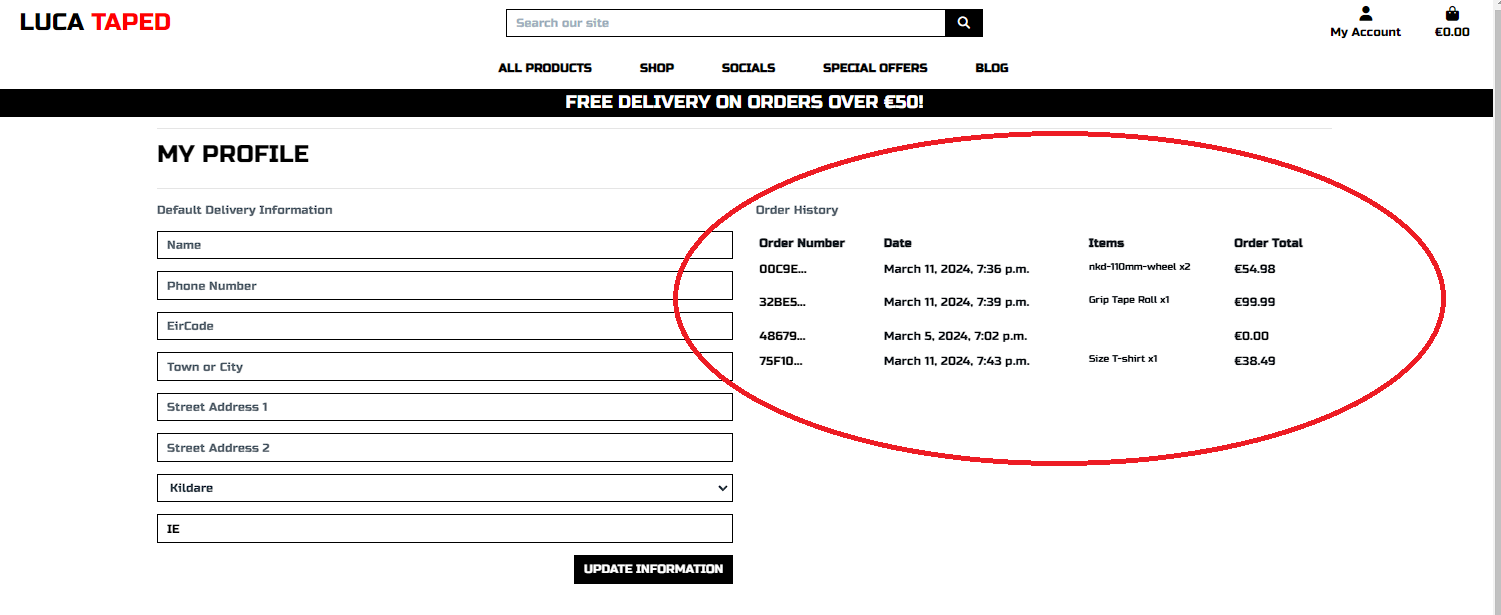 LUCA TAPED
Search our site
My Account
€0.00
ALL PRODUCTS SHOP SOCIALS SPECIAL OFFERS BLOG
FREE DELIVERY ON ORDERS OVER €50!
MY PROFILE
Default Delivery Information
Name
Phone Number
EirCode
Town or City
Street Address 1
Street Address 2
Kildare
IE
UPDATE INFORMATION
Order History
Order Number Date Items Order Total
00C9E... March 11, 2024, 7:36 p.m. nkd-110mm-wheel x2 €54.98
32BE5... March 11, 2024, 7:39 p.m. Grip Tape Roll x1 €99.99
48679... March 5, 2024, 7:02 p.m. €0.00
75F10... March 11, 2024, 7:43 p.m. Size T-shirt x1 €38.49